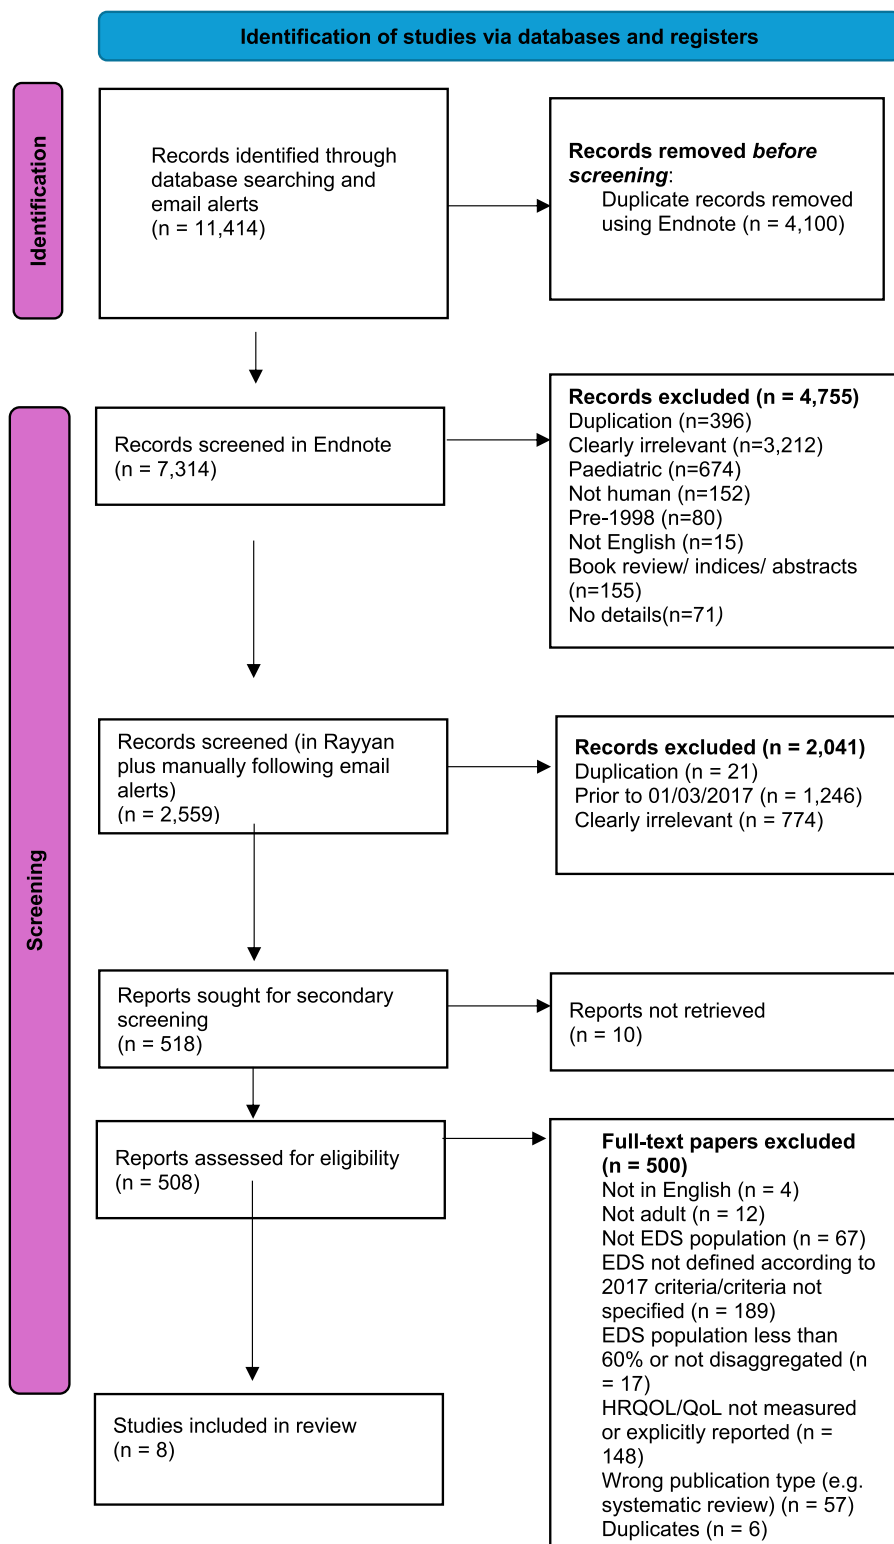 Identification of studies via databases and registers
Identification
Records identified through
database searching and
email alerts
(n = 11,414)
Records removed before
screening:
Duplicate records removed
using Endnote (n = 4,100)
Screening
Records screened in Endnote
(n = 7,314)
Records excluded (n = 4,755)
Duplication (n=396)
Clearly irrelevant (n=3,212)
Paediatric (n=674)
Not human (n=152)
Pre-1998 (n=80)
Not English (n=15)
Book review/ indices/ abstracts
(n=155)
No details(n=71)
Records screened (in Rayyan
plus manually following email
alerts)
(n = 2,559)
Records excluded (n = 2,041)
Duplication (n = 21)
Prior to 01/03/2017 (n = 1,246)
Clearly irrelevant (n = 774)
Reports sought for secondary
screening
(n = 518)
Reports not retrieved
(n = 10)
Reports assessed for eligibility
(n = 508)
Full-text papers excluded
(n = 500)
Not in English (n = 4)
Not adult (n = 12)
Not EDS population (n = 67)
EDS not defined according to
2017 criteria/criteria not
specified (n = 189)
EDS population less than
60% or not disaggregated (n
= 17)
HRQOL/QoL not measured
or explicitly reported (n =
148)
Wrong publication type (e.g.
systematic review) (n = 57)
Duplicates (n = 6)
Studies included in review
(n = 8)